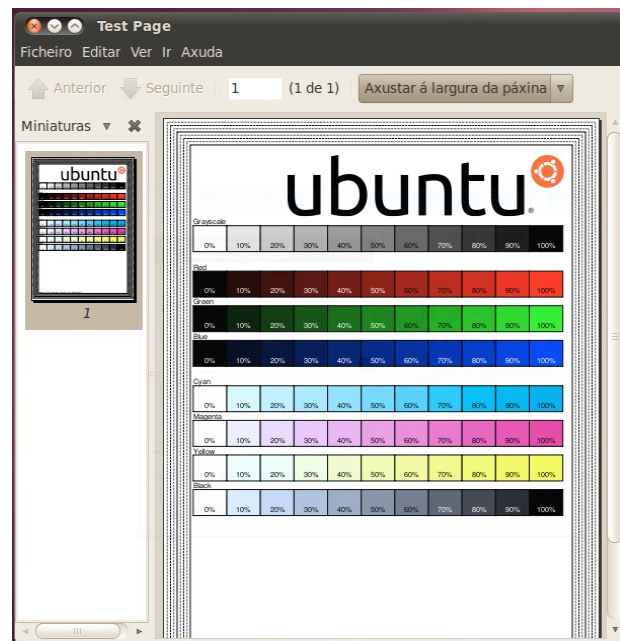 Test Page
Ficheiro Editar Ver Ir Axuda
Anterior Seguinte 1 (1 de 1) Axustar á largura da páxina
Miniaturas
ubuntu
1
ubuntu
Grayscale
0% 10% 20% 30% 40% 50% 60% 70% 80% 90% 100%
Red
0% 10% 20% 30% 40% 50% 60% 70% 80% 90% 100%
Green
0% 10% 20% 30% 40% 50% 60% 70% 80% 90% 100%
Blue
0% 10% 20% 30% 40% 50% 60% 70% 80% 90% 100%
Cyan
0% 10% 20% 30% 40% 50% 60% 70% 80% 90% 100%
Magenta
0% 10% 20% 30% 40% 50% 60% 70% 80% 90% 100%
Yellow
0% 10% 20% 30% 40% 50% 60% 70% 80% 90% 100%
Black
0% 10% 20% 30% 40% 50% 60% 70% 80% 90% 100%